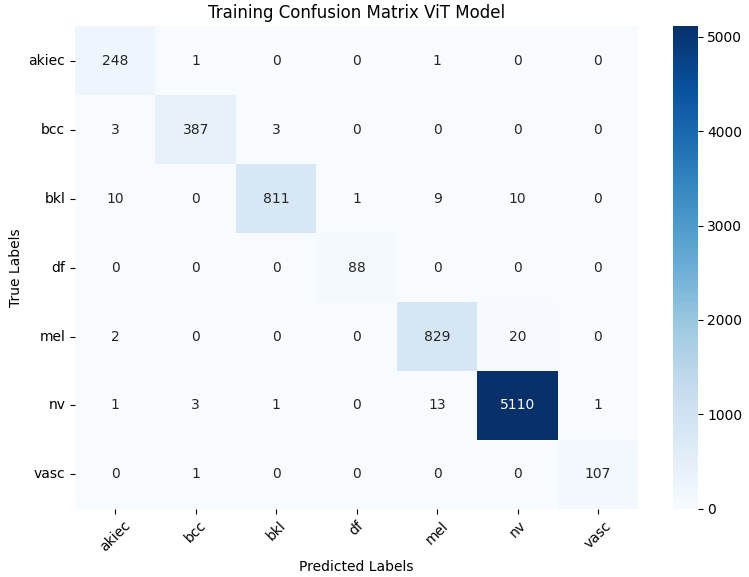 Training Confusion Matrix ViT Model
akiec 248 1 0 0 1 0 0
bcc 3 387 3 0 0 0 0
bkl 10 0 811 1 9 10 0
df 0 0 0 88 0 0 0
mel 2 0 0 0 829 20 0
nv 1 3 1 0 13 5110 1
vasc 0 1 0 0 0 0 107
akiec bcc bkl df mel nv vasc
Predicted Labels
True Labels
5000
4000
3000
2000
1000
0